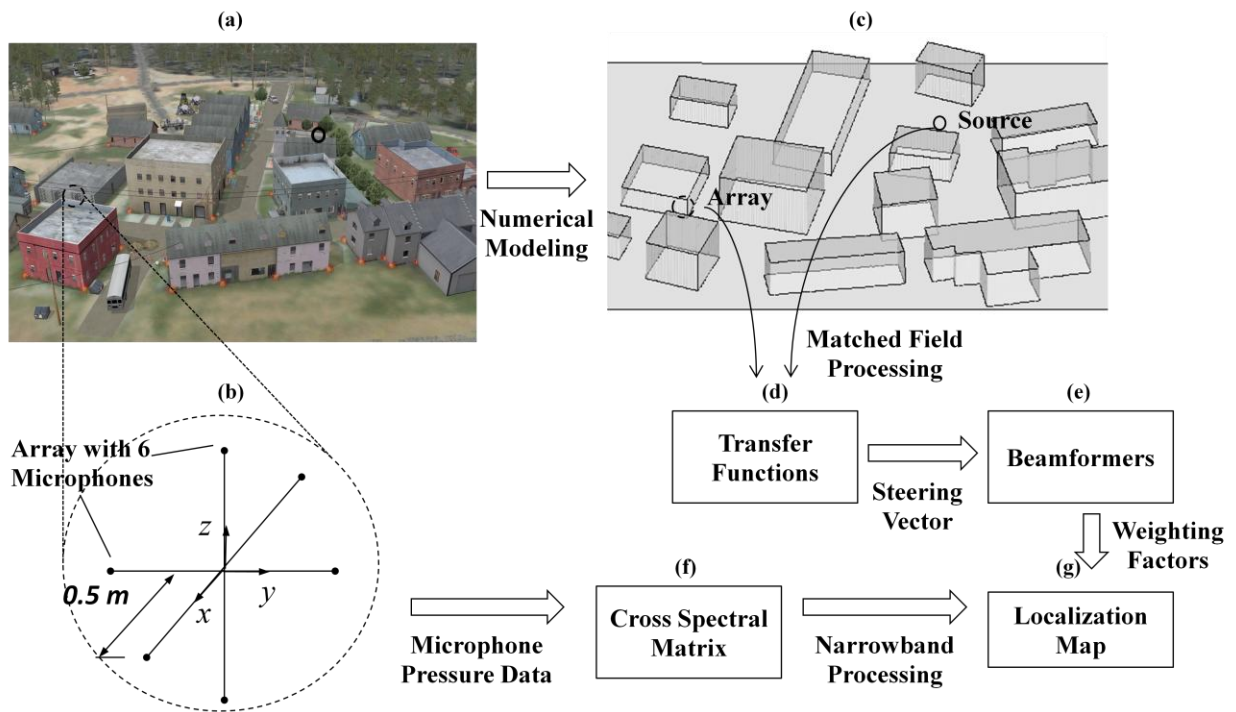 (a)
(c)
Numerical
Modeling
Source
Array
Matched Field
Processing
(b)
Array with 6
Microphones
z
y
x
0.5 m
(d)
Transfer
Functions
Steering
Vector
(e)
Beamformers
Weighting
Factors
Microphone
Pressure Data
(f)
Cross Spectral
Matrix
Narrowband
Processing
(g)
Localization
Map